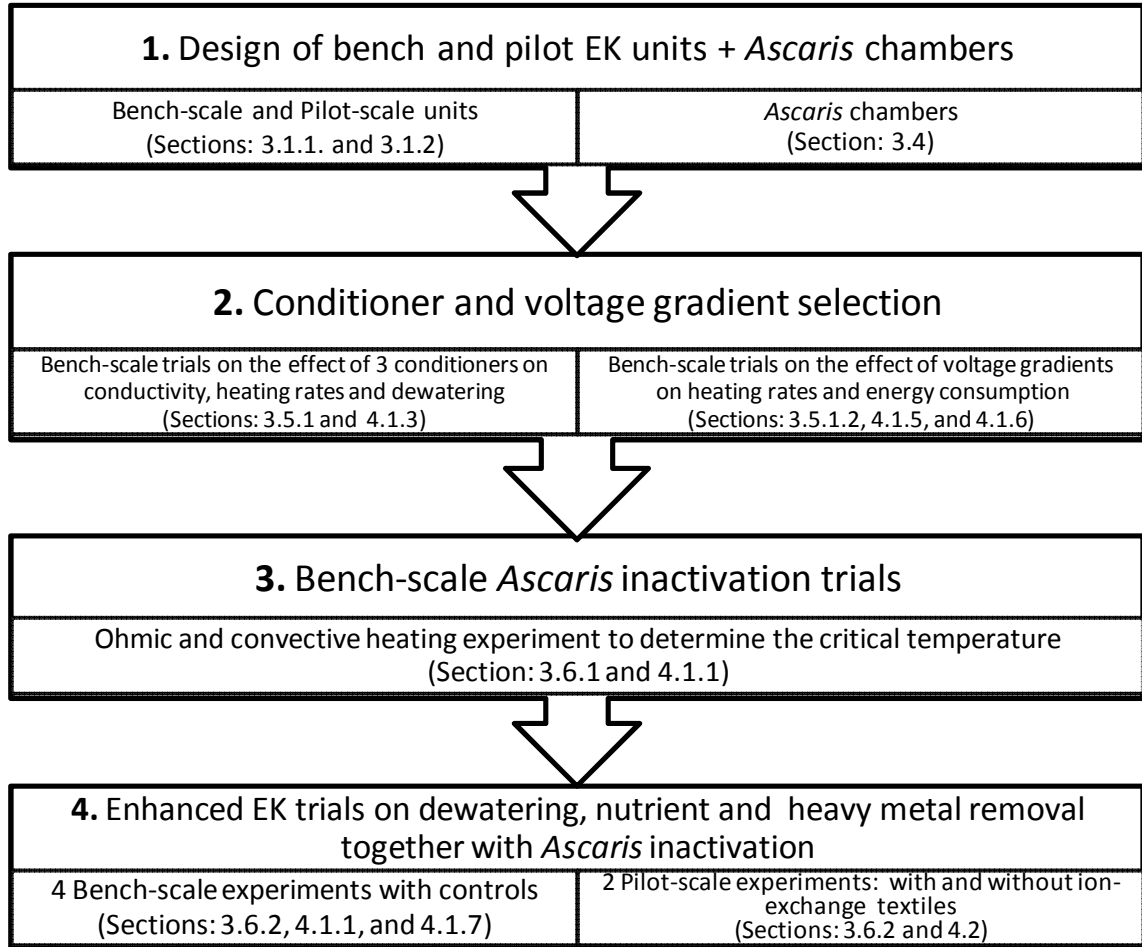 1. Design of bench and pilot EK units + Ascaris chambers
Bench-scale and Pilot-scale units
(Sections: 3.1.1. and 3.1.2)
Ascaris chambers
(Section: 3.4)
2. Conditioner and voltage gradient selection
Bench-scale trials on the effect of 3 conditioners on
conductivity, heating rates and dewatering
(Sections: 3.5.1 and 4.1.3)
Bench-scale trials on the effect of voltage gradients
on heating rates and energy consumption
(Sections: 3.5.1.2, 4.1.5, and 4.1.6)
3. Bench-scale Ascaris inactivation trials
Ohmic and convective heating experiment to determine the critical temperature
(Section: 3.6.1 and 4.1.1)
4. Enhanced EK trials on dewatering, nutrient and heavy metal removal
together with Ascaris inactivation
4 Bench-scale experiments with controls
(Sections: 3.6.2, 4.1.1, and 4.1.7)
2 Pilot-scale experiments: with and without ion-
exchange textiles
(Sections: 3.6.2 and 4.2)